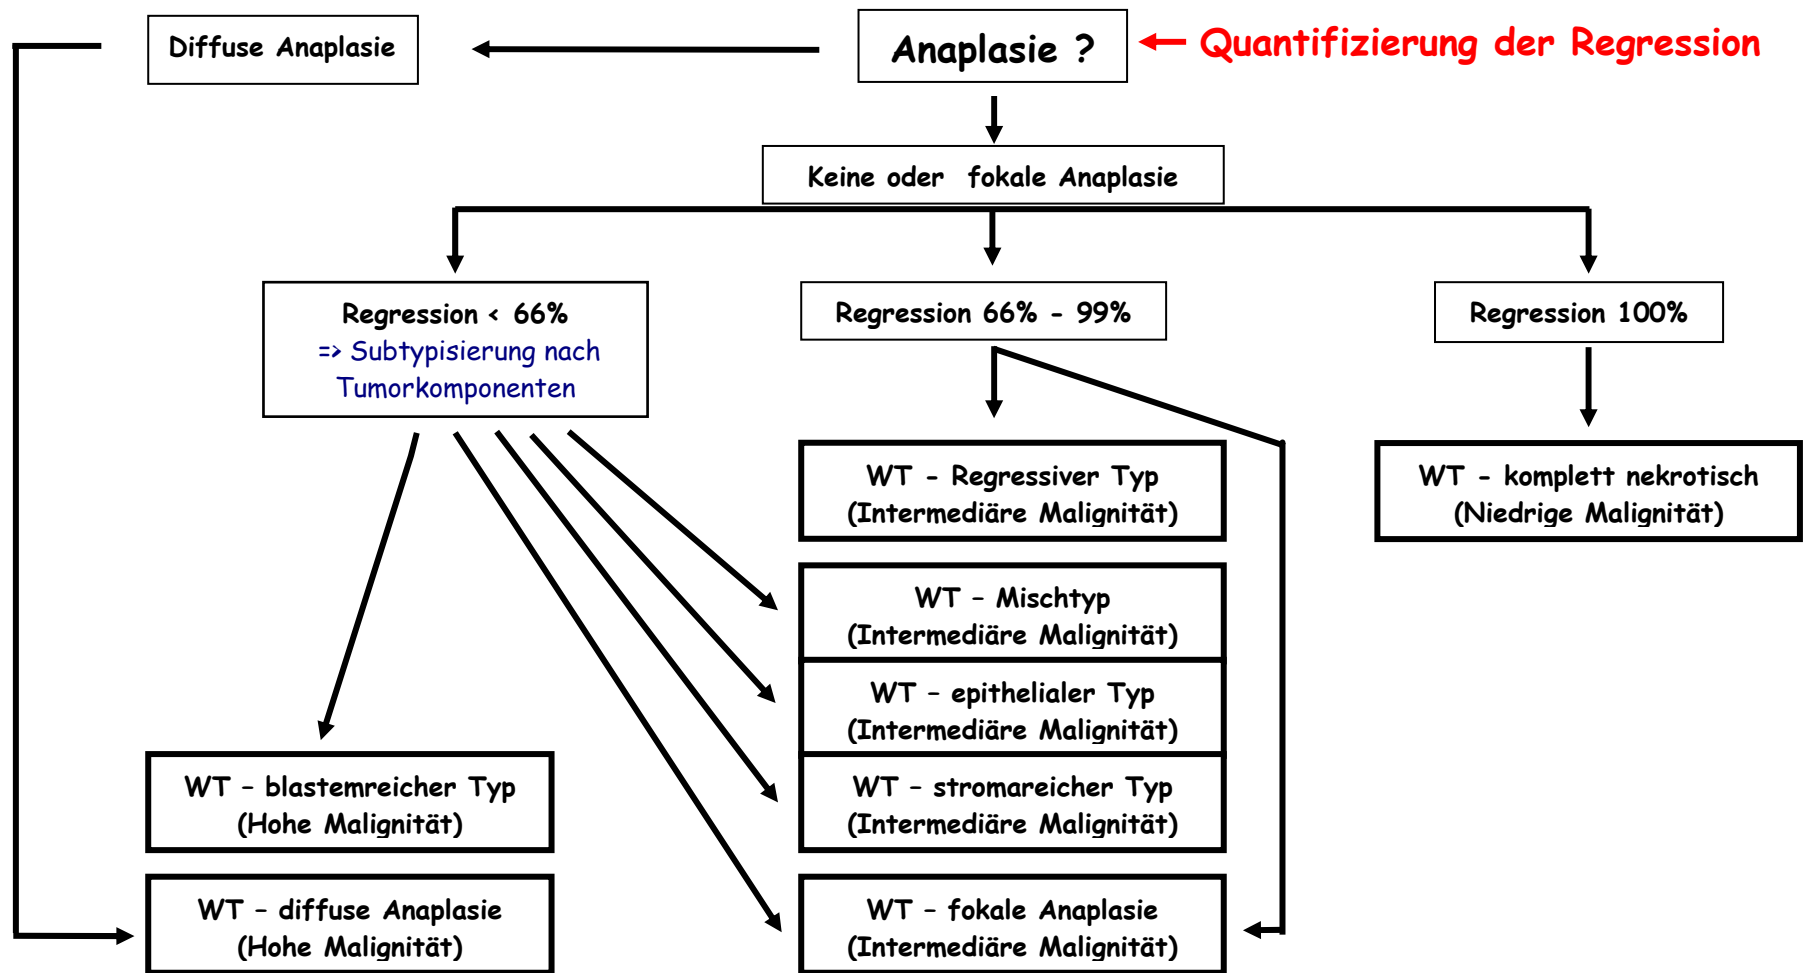 Diffuse Anaplasie
Anaplasie ?
Quantifizierung der Regression
Keine oder fokale Anaplasie
Regression < 66%
=> Subtypisierung nach
Tumorkomponenten
Regression 66% - 99%
Regression 100%
WT - Regressiver Typ
(Intermediäre Malignität)
WT - komplett nekrotisch
(Niedrige Malignität)
WT – Mischtyp
(Intermediäre Malignität)
WT – epithelialer Typ
(Intermediäre Malignität)
WT – blastemreicher Typ
(Hohe Malignität)
WT – stromareicher Typ
(Intermediäre Malignität)
WT – diffuse Anaplasie
(Hohe Malignität)
WT – fokale Anaplasie
(Intermediäre Malignität)